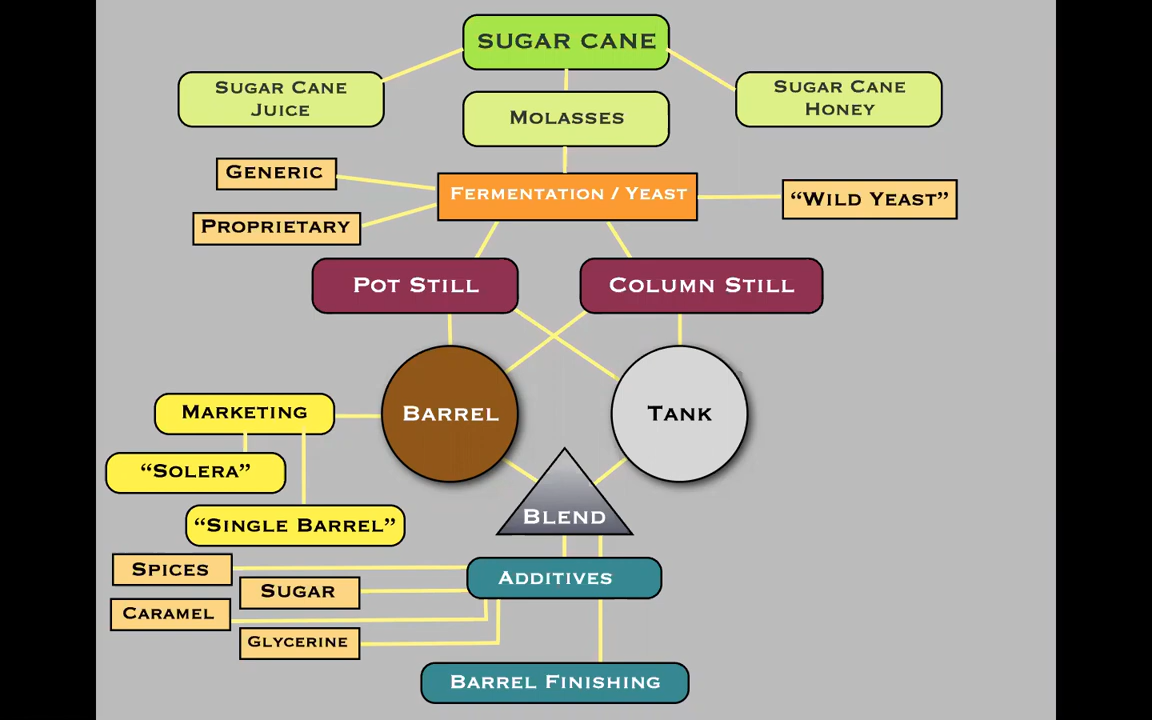 SUGAR CANE
SUGAR CANE
JUICE
MOLASSES
SUGAR CANE
HONEY
GENERIC
PROPRIETARY
FERMENTATION / YEAST
“WILD YEAST”
POT STILL
COLUMN STILL
BARREL
TANK
MARKETING
“SOLERA”
“SINGLE BARREL”
BLEND
ADDITIVES
SPICES
SUGAR
CARAMEL
GLYCERINE
BARREL FINISHING